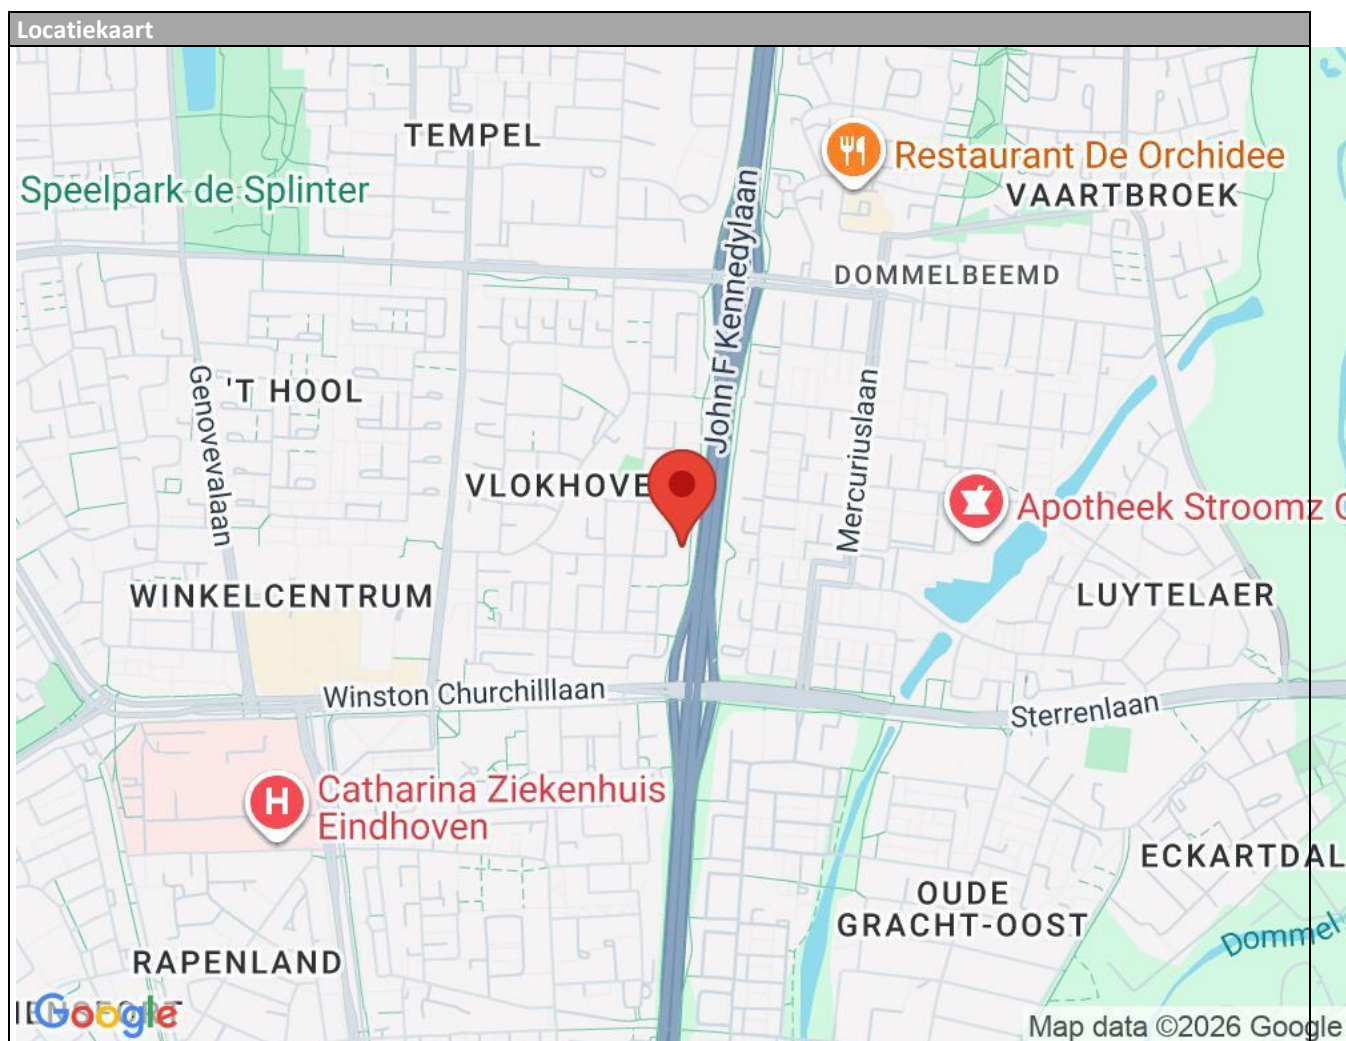 Locatiekaart
TEMPEL
Restaurant De Orchidee
Speelpark de Splinter
VAARTBROEK
John F Kennedylaan
DOMMELBEEMD
Genovevalaan
'T HOOL
Mercuriuslaan
VLOKHOVE
Apotheek Stroomz
WINKELCENTRUM
LUYTELAER
Winston Churchilllaan
Sterrenlaan
H
Catharina Ziekenhuis
Eindhoven
ECKARTDAL
OUDE
GRACHT-OOST
Dommel
RAPENLAND
Google
Map data ©2026 Google